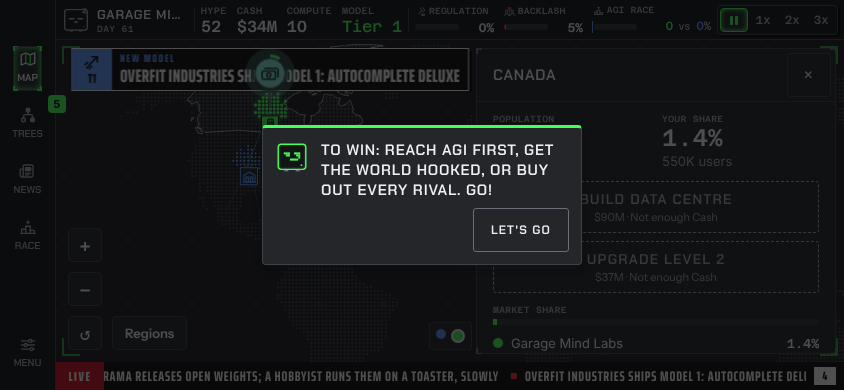 GARAGE MI...
DAY 61
HYPE
52
CASH
$34M
COMPUTE
10
MODEL
Tier 1
REGULATION
0%
BACKLASH
5%
AGI RACE
0 vs 0%
1x
2x
3x
MAP
5
TREES
NEWS
RACE
MENU
T1
NEW MODEL
OVERFIT INDUSTRIES SH ODEL 1: AUTOCOMPLETE DELUXE
CANADA
×
POPULATION
YOUR SHARE
1.4%
550K users
TO WIN: REACH AGI FIRST, GET
THE WORLD HOOKED, OR BUY
OUT EVERY RIVAL. GO!
LET'S GO
BUILD DATA CENTRE
$90M · Not enough Cash
UPGRADE LEVEL 2
$37M · Not enough Cash
MARKET SHARE
Garage Mind Labs
1.4%
+
−
↺
Regions
LIVE
RAMA RELEASES OPEN WEIGHTS; A HOBBYIST RUNS THEM ON A TOASTER, SLOWLY
OVERFIT INDUSTRIES SHIPS MODEL 1: AUTOCOMPLETE DELU
4